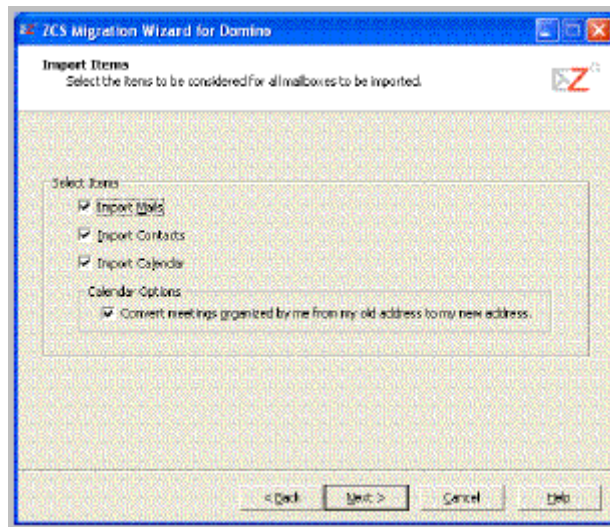 ZCS Migration Wizard for Domino
Import Items
Select the items to be considered for all mailboxes to be imported.
Z
Select Items
Import Mails
Import Contacts
Import Calendar
Calendar Options
Convert meetings organized by me from my old address to my new address.
< Back
Next >
Cancel
Help